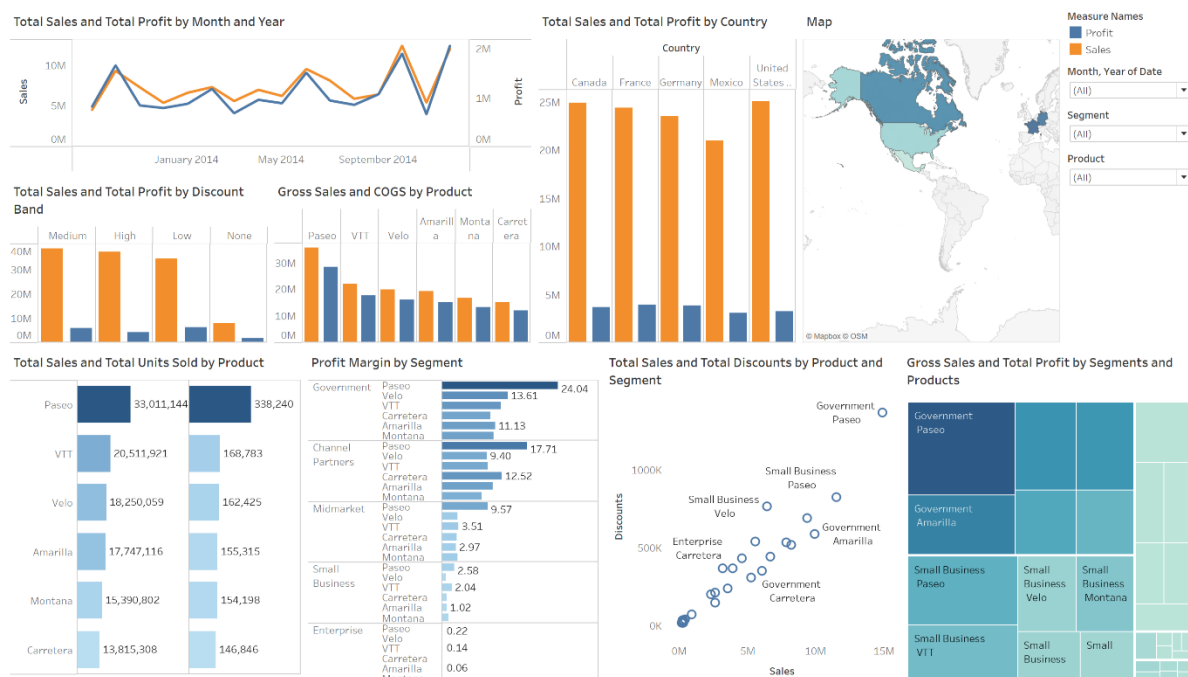 Total Sales and Total Profit by Month and Year
Sales
10M
5M
0M
2M
1M
0M
Profit
January 2014
May 2014
September 2014
Total Sales and Total Profit by Country
Country
Canada
France
Germany
Mexico
United
States ..
25M
20M
15M
10M
5M
0M
Map
© Mapbox © OSM
Measure Names
Profit
Sales
Month, Year of Date
(All)
Segment
(All)
Product
(All)
Total Sales and Total Profit by Discount
Band
Medium
High
Low
None
40M
30M
20M
10M
0M
Gross Sales and COGS by Product
Paseo
VTT
Velo
Amarill
a
Monta
na
Carret
era
30M
20M
10M
0M
Total Sales and Total Units Sold by Product
Paseo 33,011,144 338,240
VTT 20,511,921 168,783
Velo 18,250,059 162,425
Amarilla 17,747,116 155,315
Montana 15,390,802 154,198
Carretera 13,815,308 146,846
Profit Margin by Segment
Government Paseo 24.04
Velo 13.61
VTT
Carretera
Amarilla 11.13
Montana
Channel
Partners
Paseo 17.71
Velo 9.40
VTT
Carretera 12.52
Amarilla
Montana
Midmarket Paseo 9.57
Velo
VTT 3.51
Carretera
Amarilla 2.97
Montana
Small
Business
Paseo 2.58
Velo
VTT 2.04
Carretera
Amarilla 1.02
Montana
Enterprise Paseo 0.22
Velo
VTT 0.14
Carretera
Amarilla 0.06
Montana
Total Sales and Total Discounts by Product and
Segment
Discounts
1000K
500K
0K
Government
Paseo
Small Business
Paseo
Small Business
Velo
Government
Amarilla
Enterprise
Carretera
Government
Carretera
0M
5M
10M
15M
Sales
Gross Sales and Total Profit by Segments and
Products
Government
Paseo
Government
Amarilla
Small Business
Paseo
Small
Business
Velo
Small
Business
Montana
Small Business
VTT
Small
Business
Small